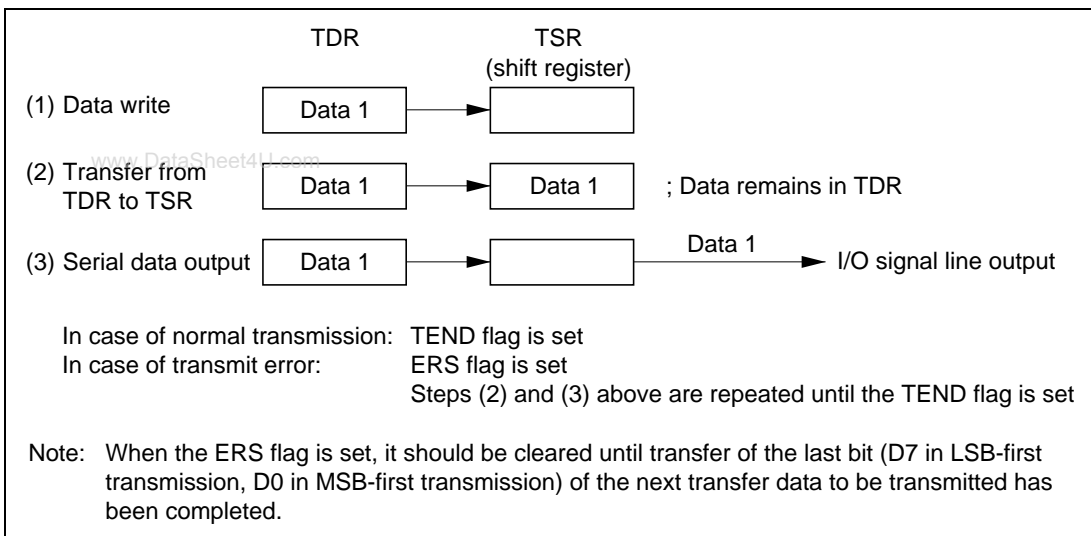 TDR TSR
(shift register)
(1) Data write Data 1
www.DataSheet4U.com
(2) Transfer from
TDR to TSR Data 1 Data 1 ; Data remains in TDR
(3) Serial data output Data 1 Data 1 I/O signal line output
In case of normal transmission: TEND flag is set
In case of transmit error: ERS flag is set
Steps (2) and (3) above are repeated until the TEND flag is set
Note: When the ERS flag is set, it should be cleared until transfer of the last bit (D7 in LSB-first
transmission, D0 in MSB-first transmission) of the next transfer data to be transmitted has
been completed.